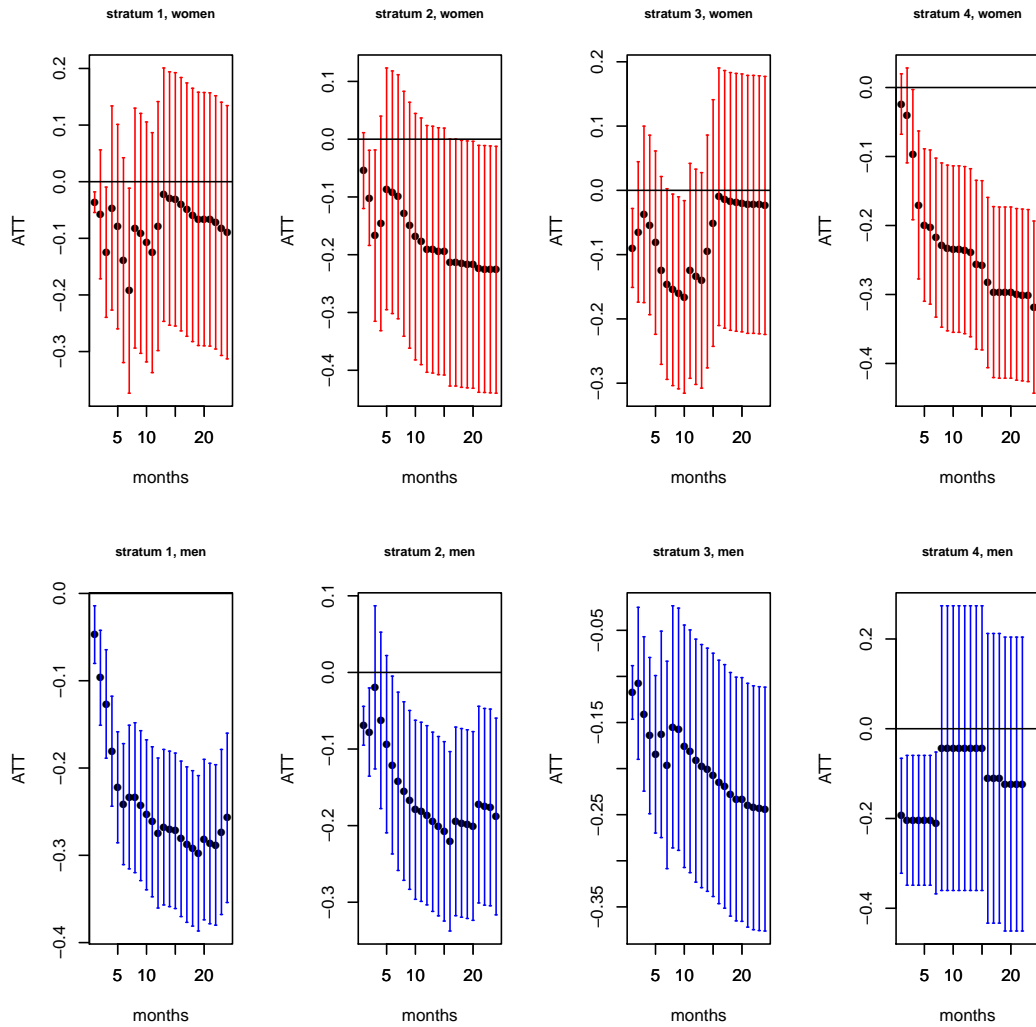 stratum 1, women
ATT
0.2
0.1
0.0
−0.1
−0.2
−0.3
5 10 20
months
stratum 2, women
ATT
0.1
0.0
−0.1
−0.2
−0.3
−0.4
5 10 20
months
stratum 3, women
ATT
0.2
0.1
0.0
−0.1
−0.2
−0.3
5 10 20
months
stratum 4, women
ATT
0.0
−0.1
−0.2
−0.3
−0.4
5 10 20
months
stratum 1, men
ATT
0.0
−0.1
−0.2
−0.3
−0.4
5 10 20
months
stratum 2, men
ATT
0.1
0.0
−0.1
−0.2
−0.3
5 10 20
months
stratum 3, men
ATT
−0.05
−0.15
−0.25
−0.35
5 10 20
months
stratum 4, men
ATT
0.2
0.0
−0.2
−0.4
5 10 20
months